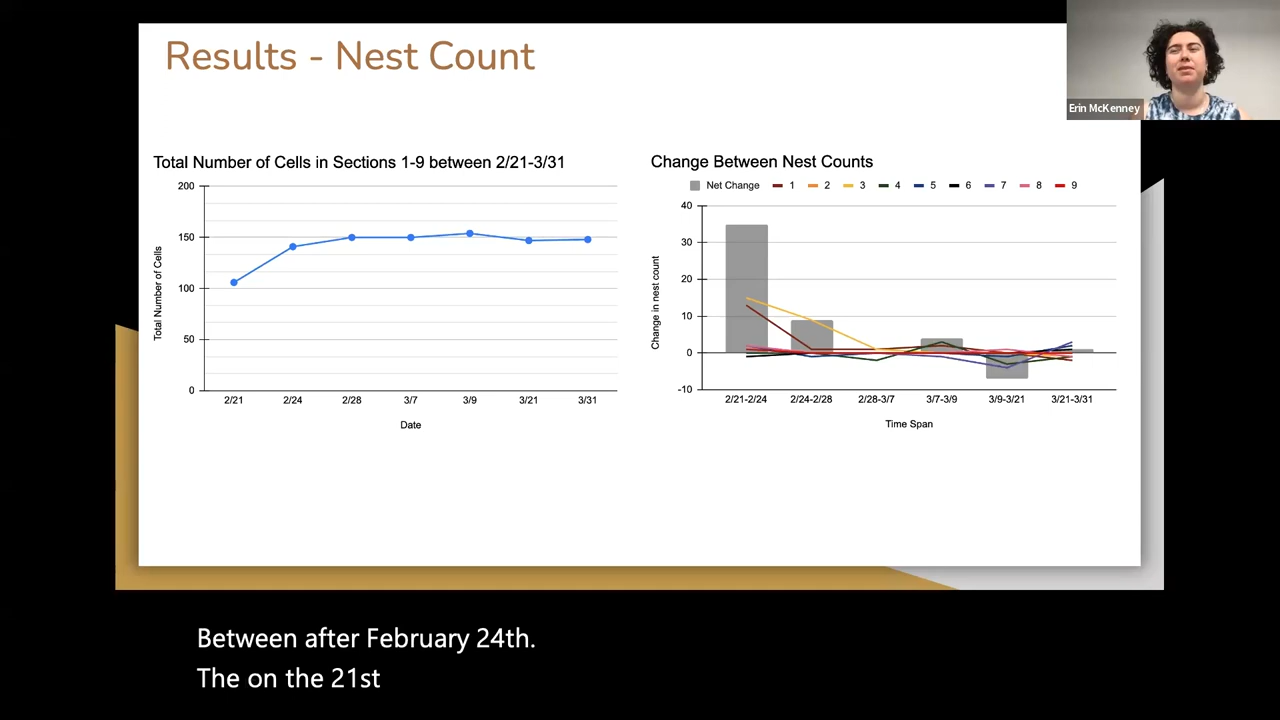 Results - Nest Count
Erin McKenney
Total Number of Cells in Sections 1-9 between 2/21-3/31
200
150
100
50
0
Total Number of Cells
2/21 2/24 2/28 3/7 3/9 3/21 3/31
Date
Change Between Nest Counts
Net Change 1 2 3 4 5 6 7 8 9
40
30
20
10
0
-10
Change in nest count
2/21-2/24 2/24-2/28 2/28-3/7 3/7-3/9 3/9-3/21 3/21-3/31
Time Span
Between after February 24th.
The on the 21st